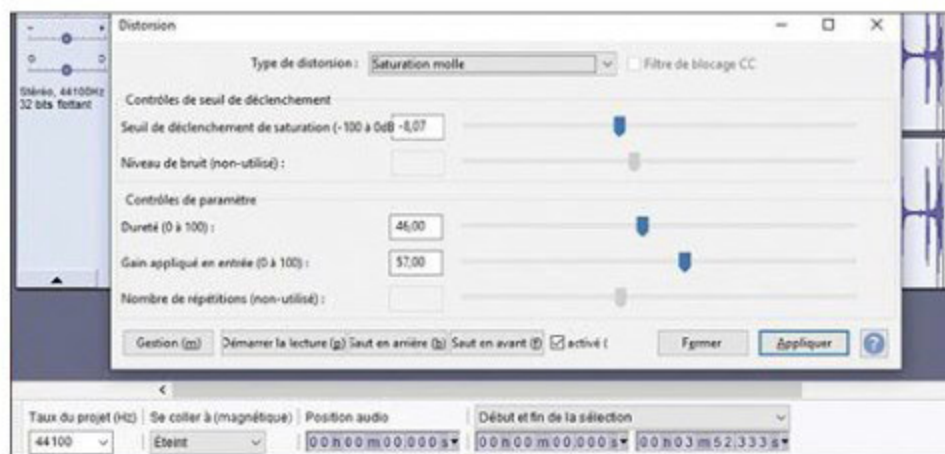 Distorsion
Type de distorsion : Saturation molle
Filtre de blocage CC
Stéréo, 44100Hz
32 bits flottant
Contrôles de seuil de déclenchement
Seuil de déclenchement de saturation (-100 à 0dB -8,07
Niveau de bruit (non-utilisé) :
Contrôles de paramètre
Dureté (0 à 100) : 46,00
Gain appliqué en entrée (0 à 100) : 57,00
Nombre de répétitions (non-utilisé) :
Gestion (m) Démarrer la lecture (p) Saut en arrière (b) Saut en avant (f) activé ( Fermer Appliquer ?
Taux du projet (Hz) Se coller à (magnétique) Position audio Début et fin de la sélection
44100 Éteint 00 h 00 m 00,000 s 00 h 00 m 00,000 s 00 h 03 m 52,333 s